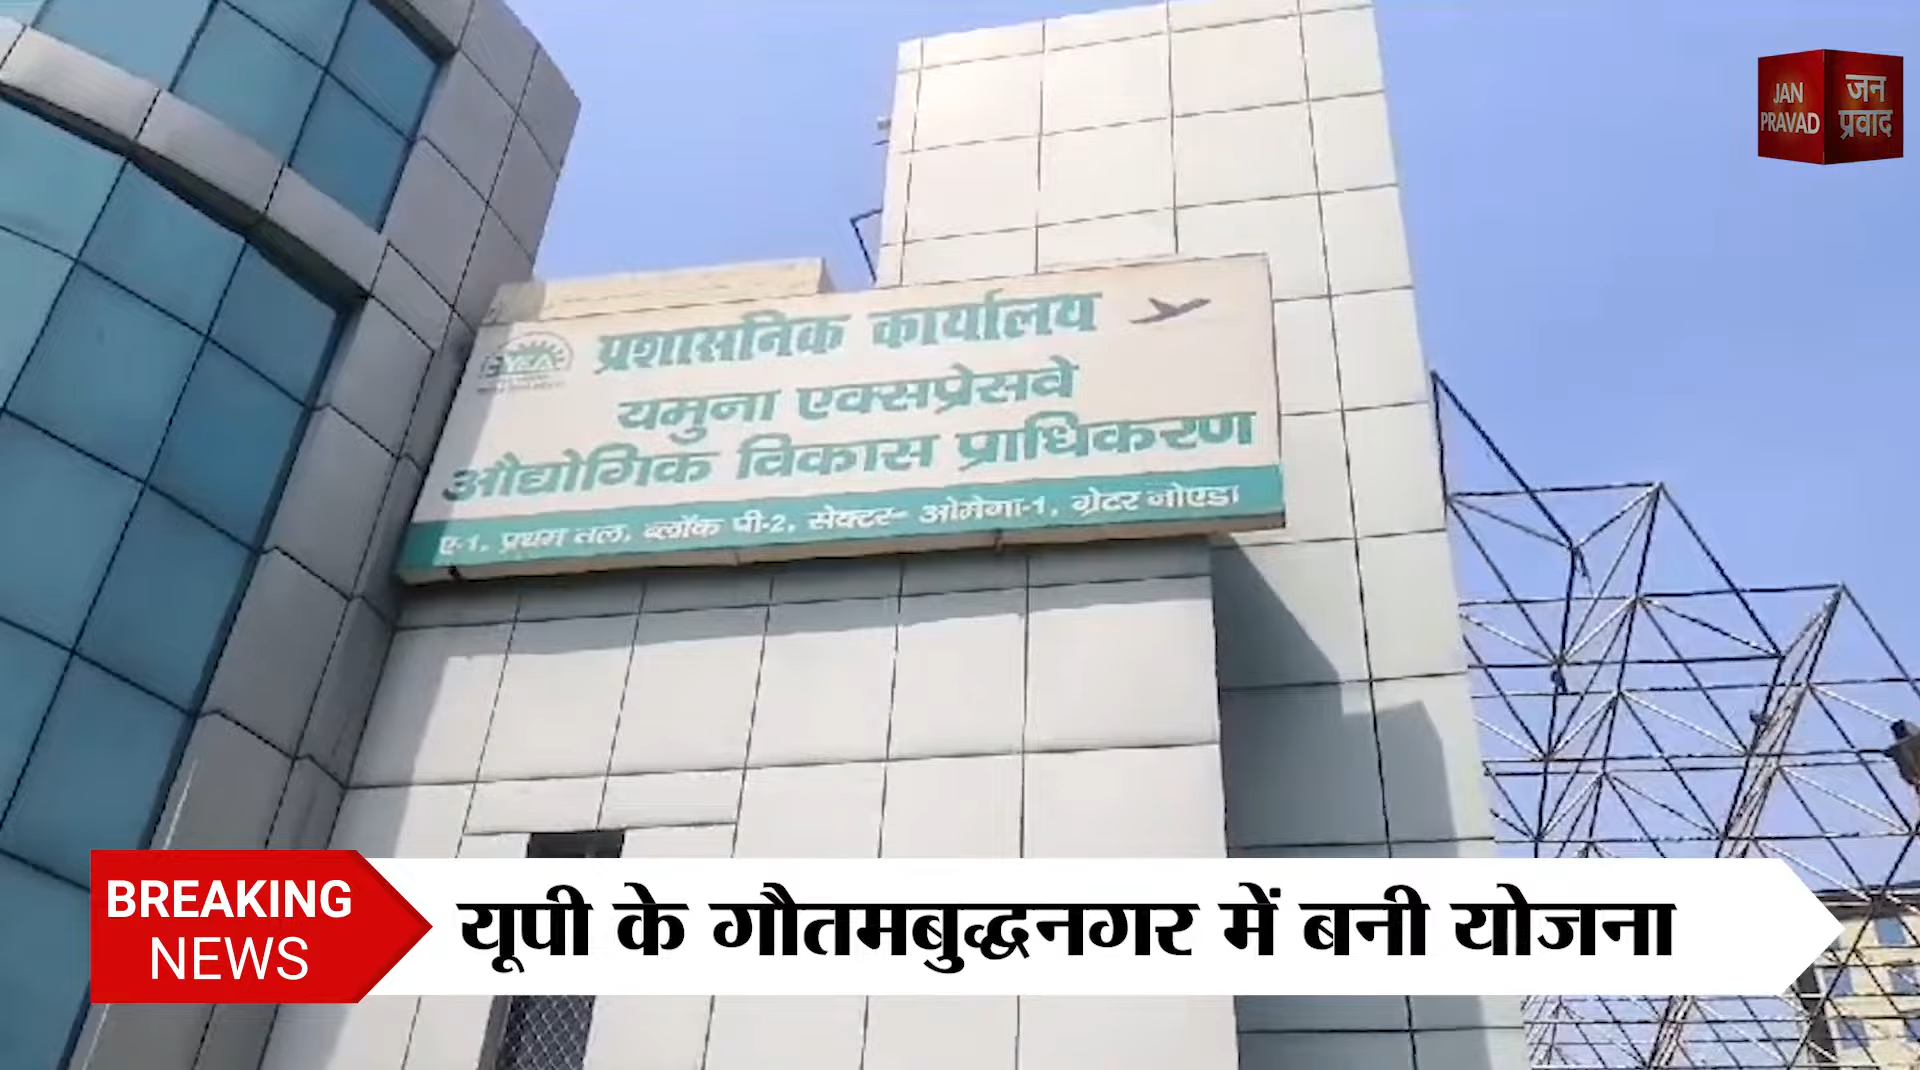 JAN
PRAVAD
जन
प्रवाद
प्रशासनिक कार्यालय
यमुना एक्सप्रेसवे
औद्योगिक विकास प्राधिकरण
ए-1, प्रथम तल, ब्लॉक पी-2, सेक्टर- ओमेगा-1, ग्रेटर नोएडा
BREAKING
NEWS
यूपी के गौतमबुद्धनगर में बनी योजना